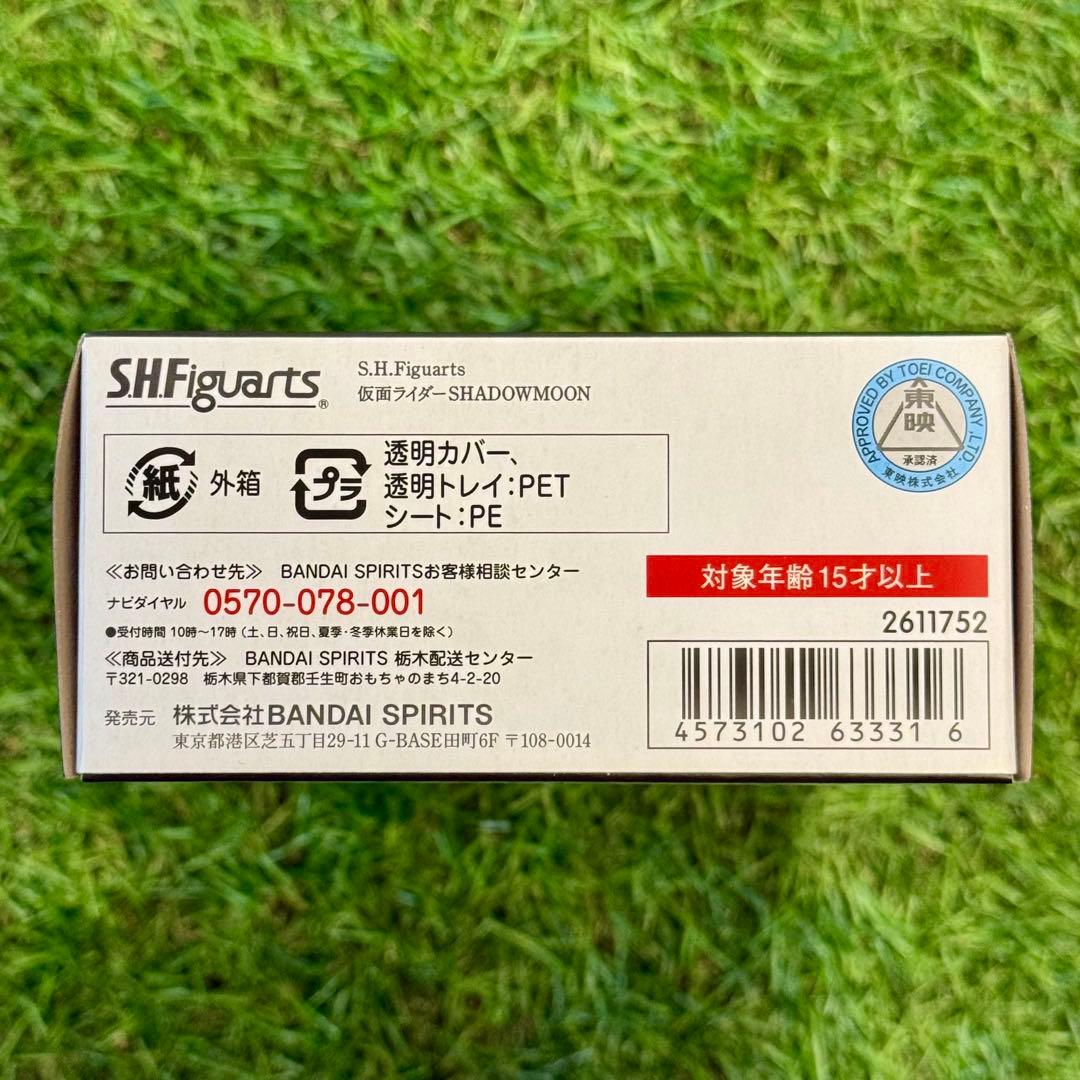 S.H.Figuarts®
S.H.Figuarts
仮面ライダーSHADOWMOON
APPROVED BY TOEI COMPANY, LTD.
東映
承認済
東映株式会社
紙 外箱
プラ 透明カバー、
透明トレイ:PET
シート:PE
≪お問い合わせ先≫ BANDAI SPIRITSお客様相談センター
ナビダイヤル 0570-078-001
●受付時間 10時~17時(土、日、祝日、夏季・冬季休業日を除く)
≪商品送付先≫ BANDAI SPIRITS 栃木配送センター
〒321-0298 栃木県下都賀郡壬生町おもちゃのまち4-2-20
発売元 株式会社BANDAI SPIRITS
東京都港区芝五丁目29-11 G-BASE田町6F 〒108-0014
対象年齢15才以上
2611752
4573102 63331 6